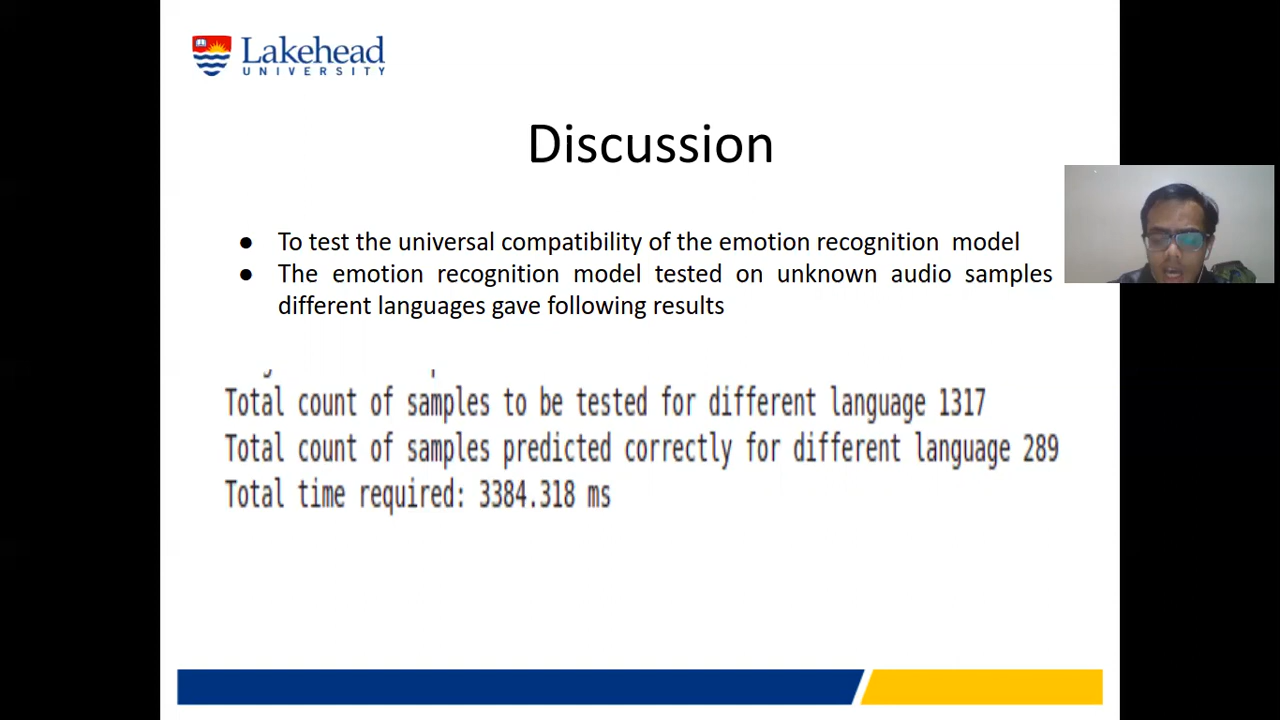 Lakehead
UNIVERSITY
Discussion
● To test the universal compatibility of the emotion recognition model
● The emotion recognition model tested on unknown audio samples
different languages gave following results
Total count of samples to be tested for different language 1317
Total count of samples predicted correctly for different language 289
Total time required: 3384.318 ms